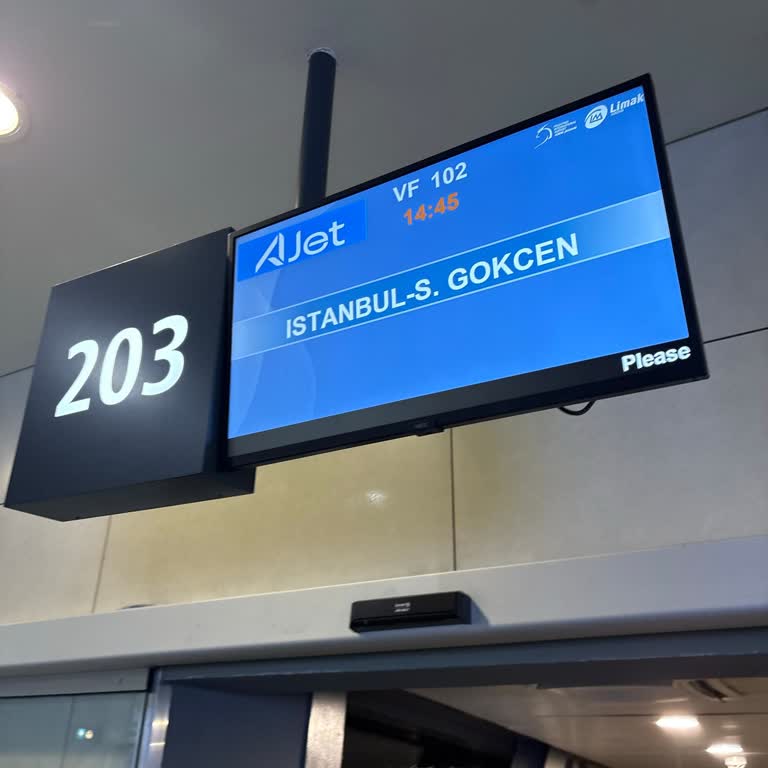 203
AJet
VF 102
14:45
Limak
ISTANBUL-S. GOKCEN
Please